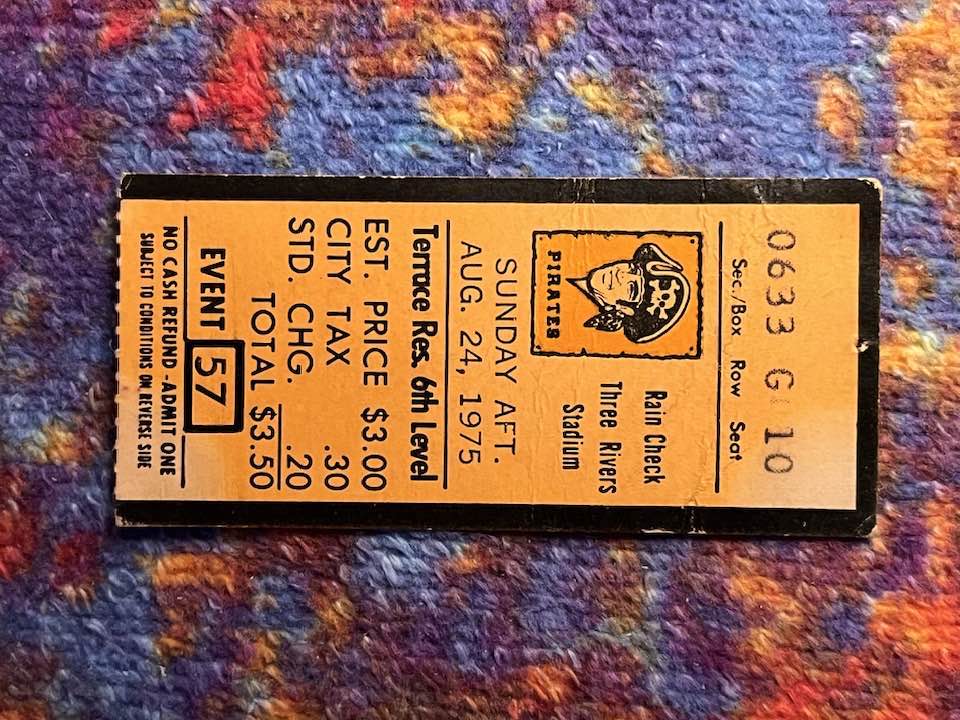 0633 G 10
Sec./Box Row Seat
PIRATES
Rain Check
Three Rivers
Stadium
SUNDAY AFT.
AUG. 24, 1975
Terrace Res. 6th Level
EST. PRICE $3.00
CITY TAX .30
STD. CHG. .20
TOTAL $3.50
EVENT 57
NO CASH REFUND - ADMIT ONE
SUBJECT TO CONDITIONS ON REVERSE SIDE